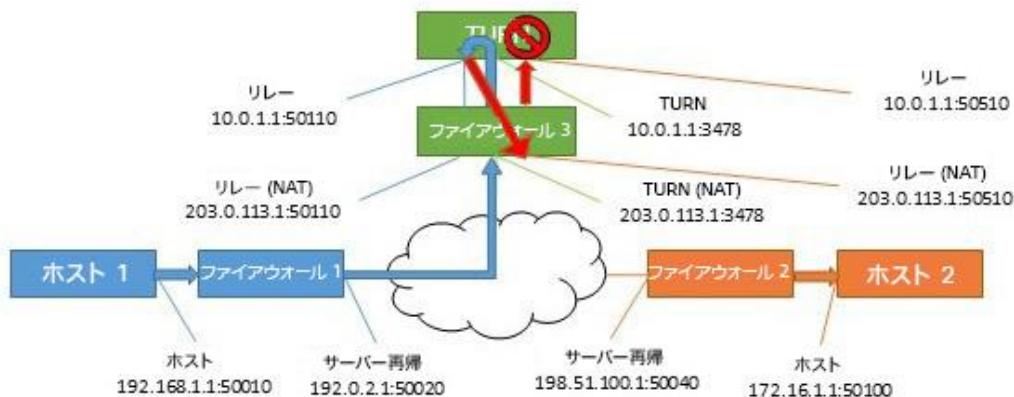 リレー
10.0.1.1:50110
TURN
10.0.1.1:3478
リレー
10.0.1.1:50510
ファイアウォール 3
リレー (NAT)
203.0.113.1:50110
TURN (NAT)
203.0.113.1:3478
リレー (NAT)
203.0.113.1:50510
ホスト 1
ファイアウォール 1
ファイアウォール 2
ホスト 2
ホスト
192.168.1.1:50010
サーバー再帰
192.0.2.1:50020
サーバー再帰
198.51.100.1:50040
ホスト
172.16.1.1:50100